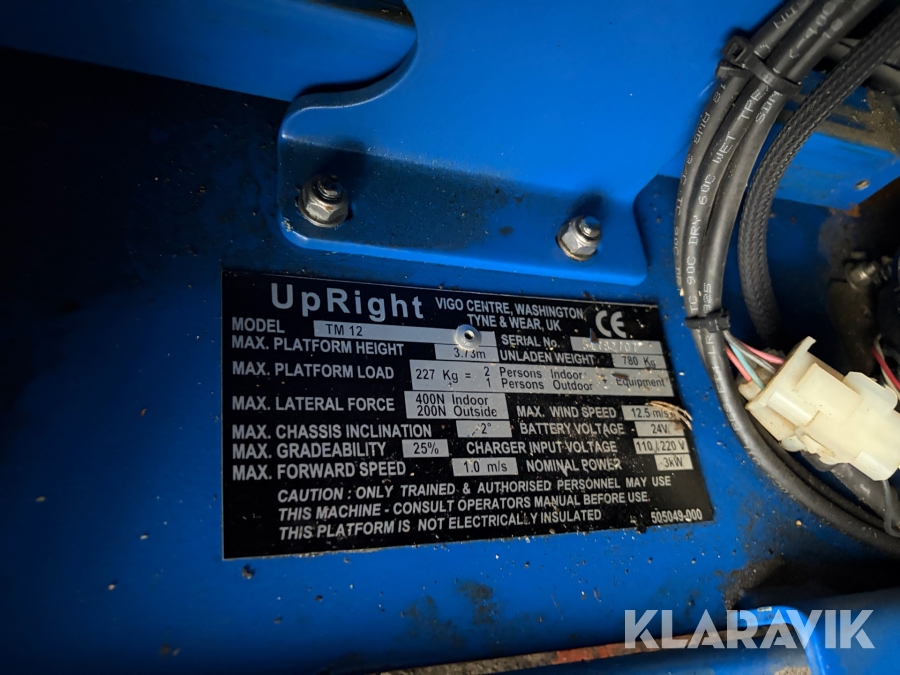 UpRight VIGO CENTRE, WASHINGTON,
TYNE & WEAR, UK
CE
MODEL TM 12 SERIAL No.
MAX. PLATFORM HEIGHT 3.73m UNLADEN WEIGHT 780 Kg
MAX. PLATFORM LOAD 227 Kg = 2 Persons Indoor
1 Persons Outdoor + Equipment
MAX. LATERAL FORCE 400N Indoor
200N Outside MAX. WIND SPEED 12.5 m/s
MAX. CHASSIS INCLINATION 2° BATTERY VOLTAGE 24V
MAX. GRADEABILITY 25% CHARGER INPUT VOLTAGE 110 / 220 V
MAX. FORWARD SPEED 1.0 m/s NOMINAL POWER 3kW
CAUTION : ONLY TRAINED & AUTHORISED PERSONNEL MAY USE
THIS MACHINE - CONSULT OPERATORS MANUAL BEFORE USE.
THIS PLATFORM IS NOT ELECTRICALLY INSULATED 505049-000
90C DRY 60C WET
KLARAVIK